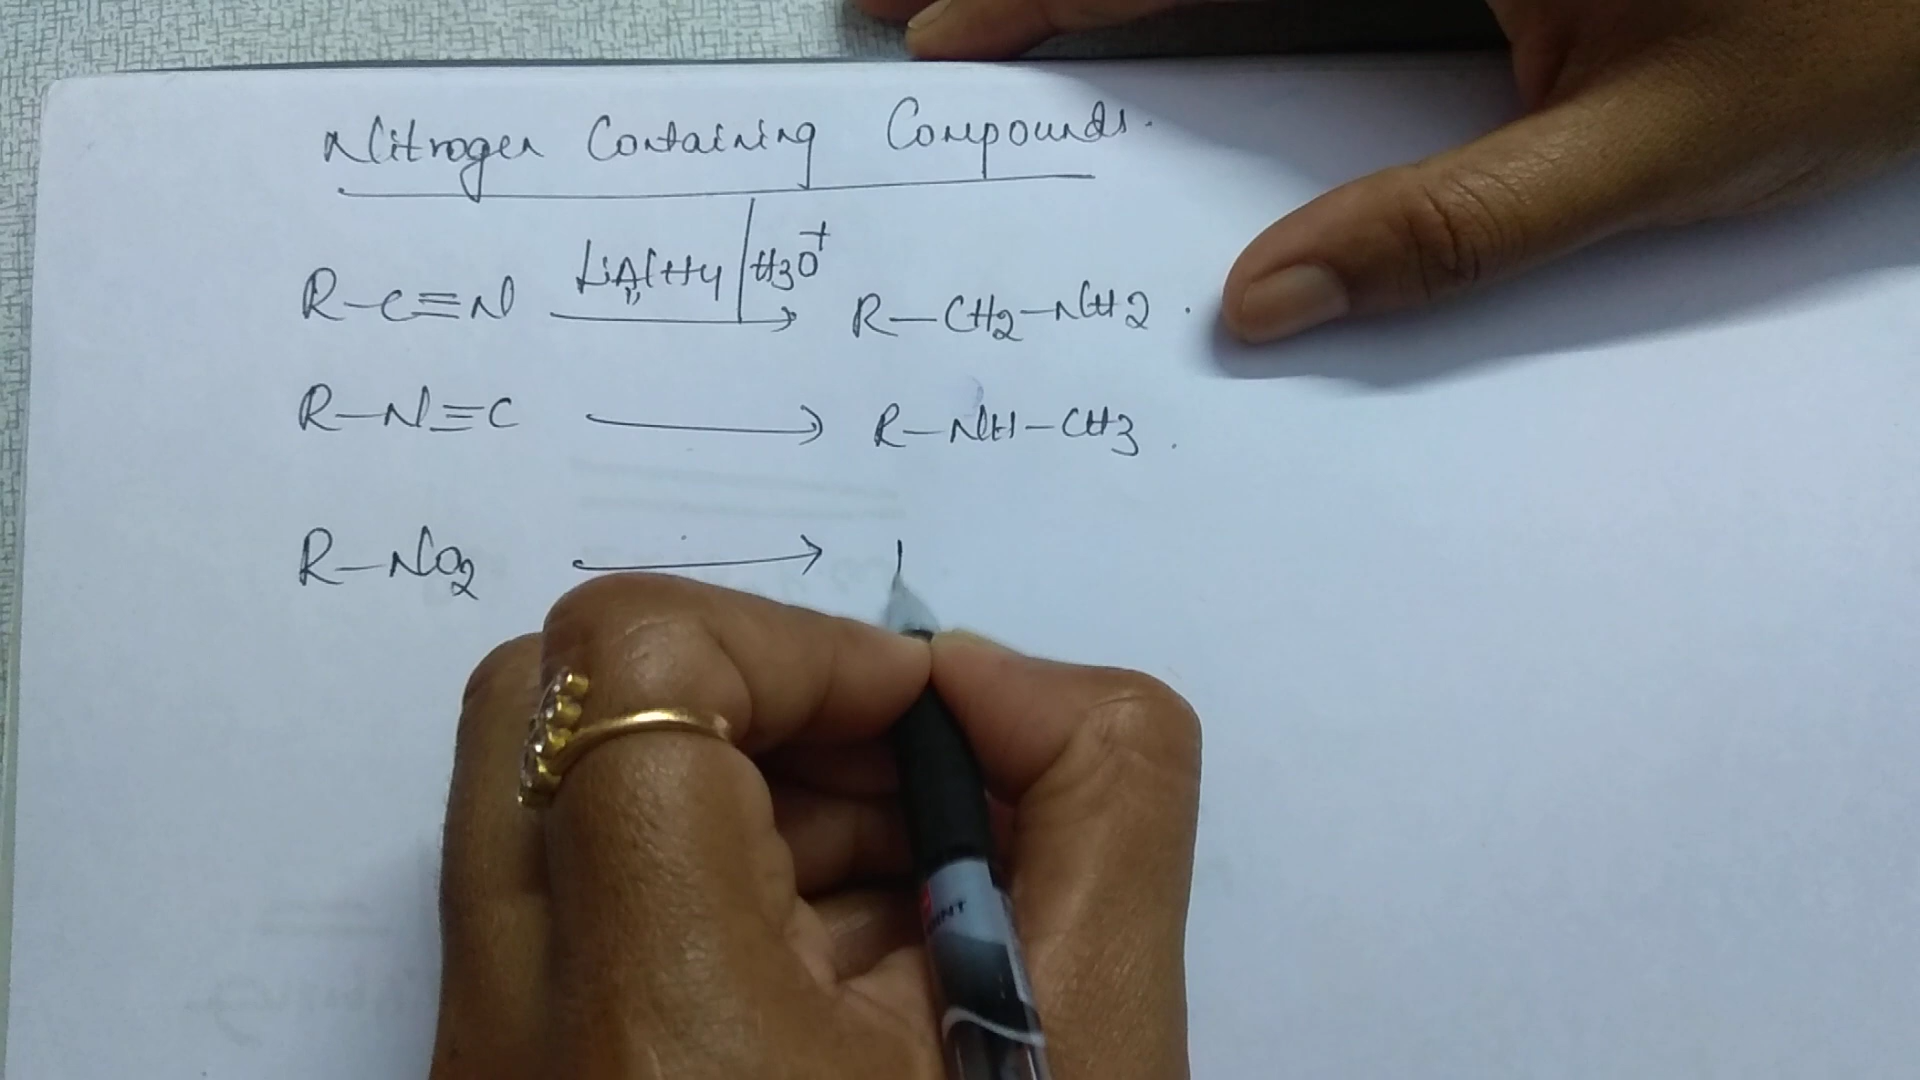 Nitrogen Containing Compounds.
R-C≡N LiAlH4 / H3O+ → R-CH2-NH2.
R-N≡C → R-NH-CH3.
R-NO2 →